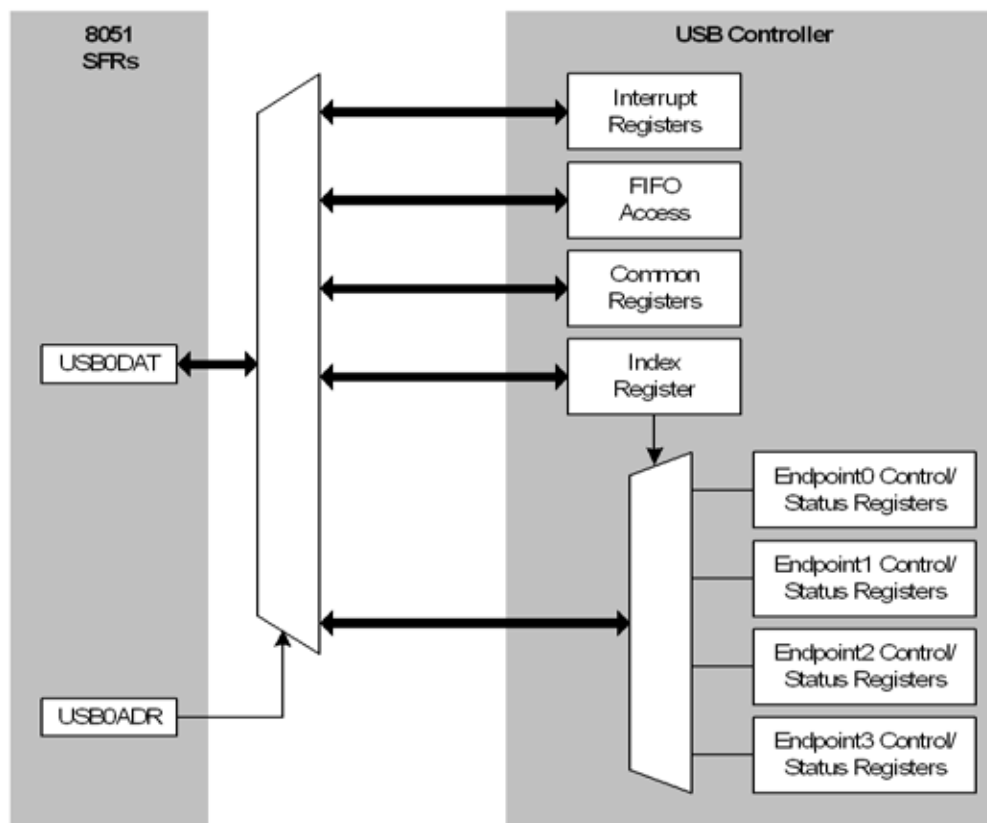 8051
SFRs
USB Controller
Interrupt
Registers
FIFO
Access
Common
Registers
USB0DAT
Index
Register
Endpoint0 Control/
Status Registers
Endpoint1 Control/
Status Registers
Endpoint2 Control/
Status Registers
USB0ADR
Endpoint3 Control/
Status Registers